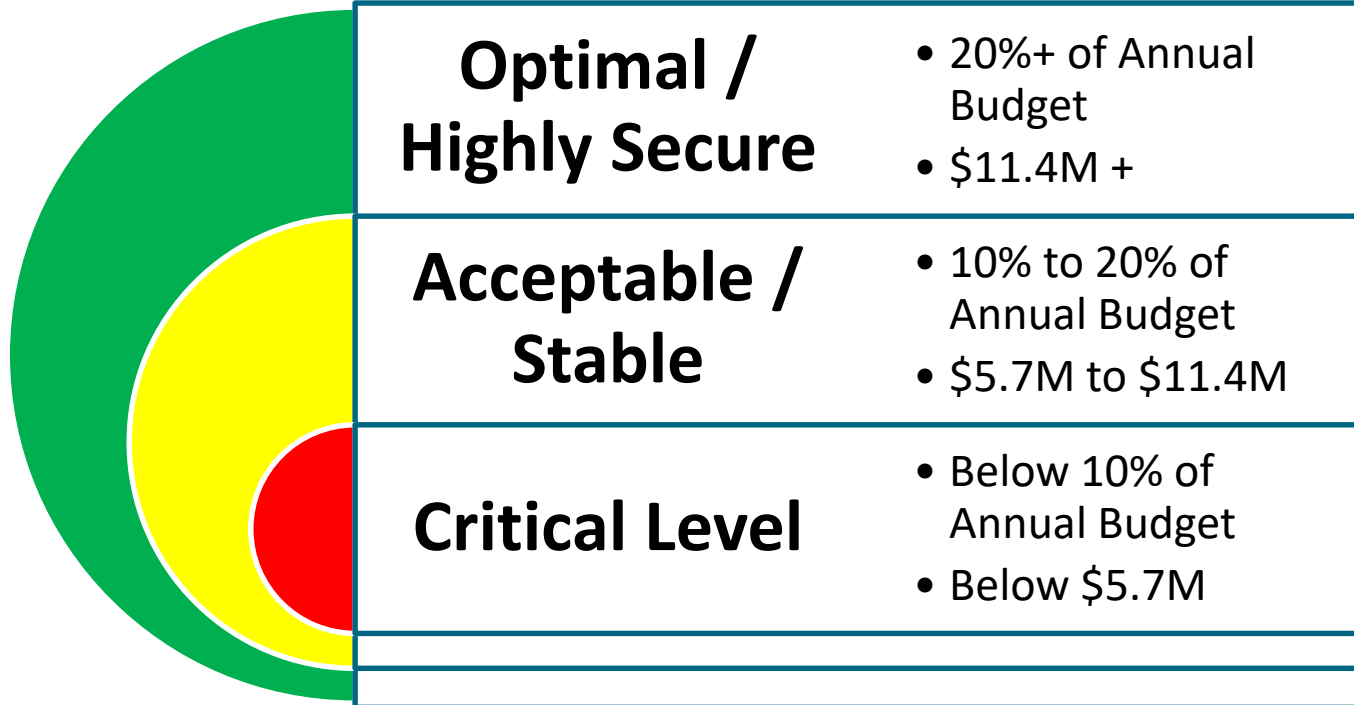 Optimal /
Highly Secure
• 20%+ of Annual
Budget
• $11.4M +
Acceptable /
Stable
• 10% to 20% of
Annual Budget
• $5.7M to $11.4M
Critical Level
• Below 10% of
Annual Budget
• Below $5.7M